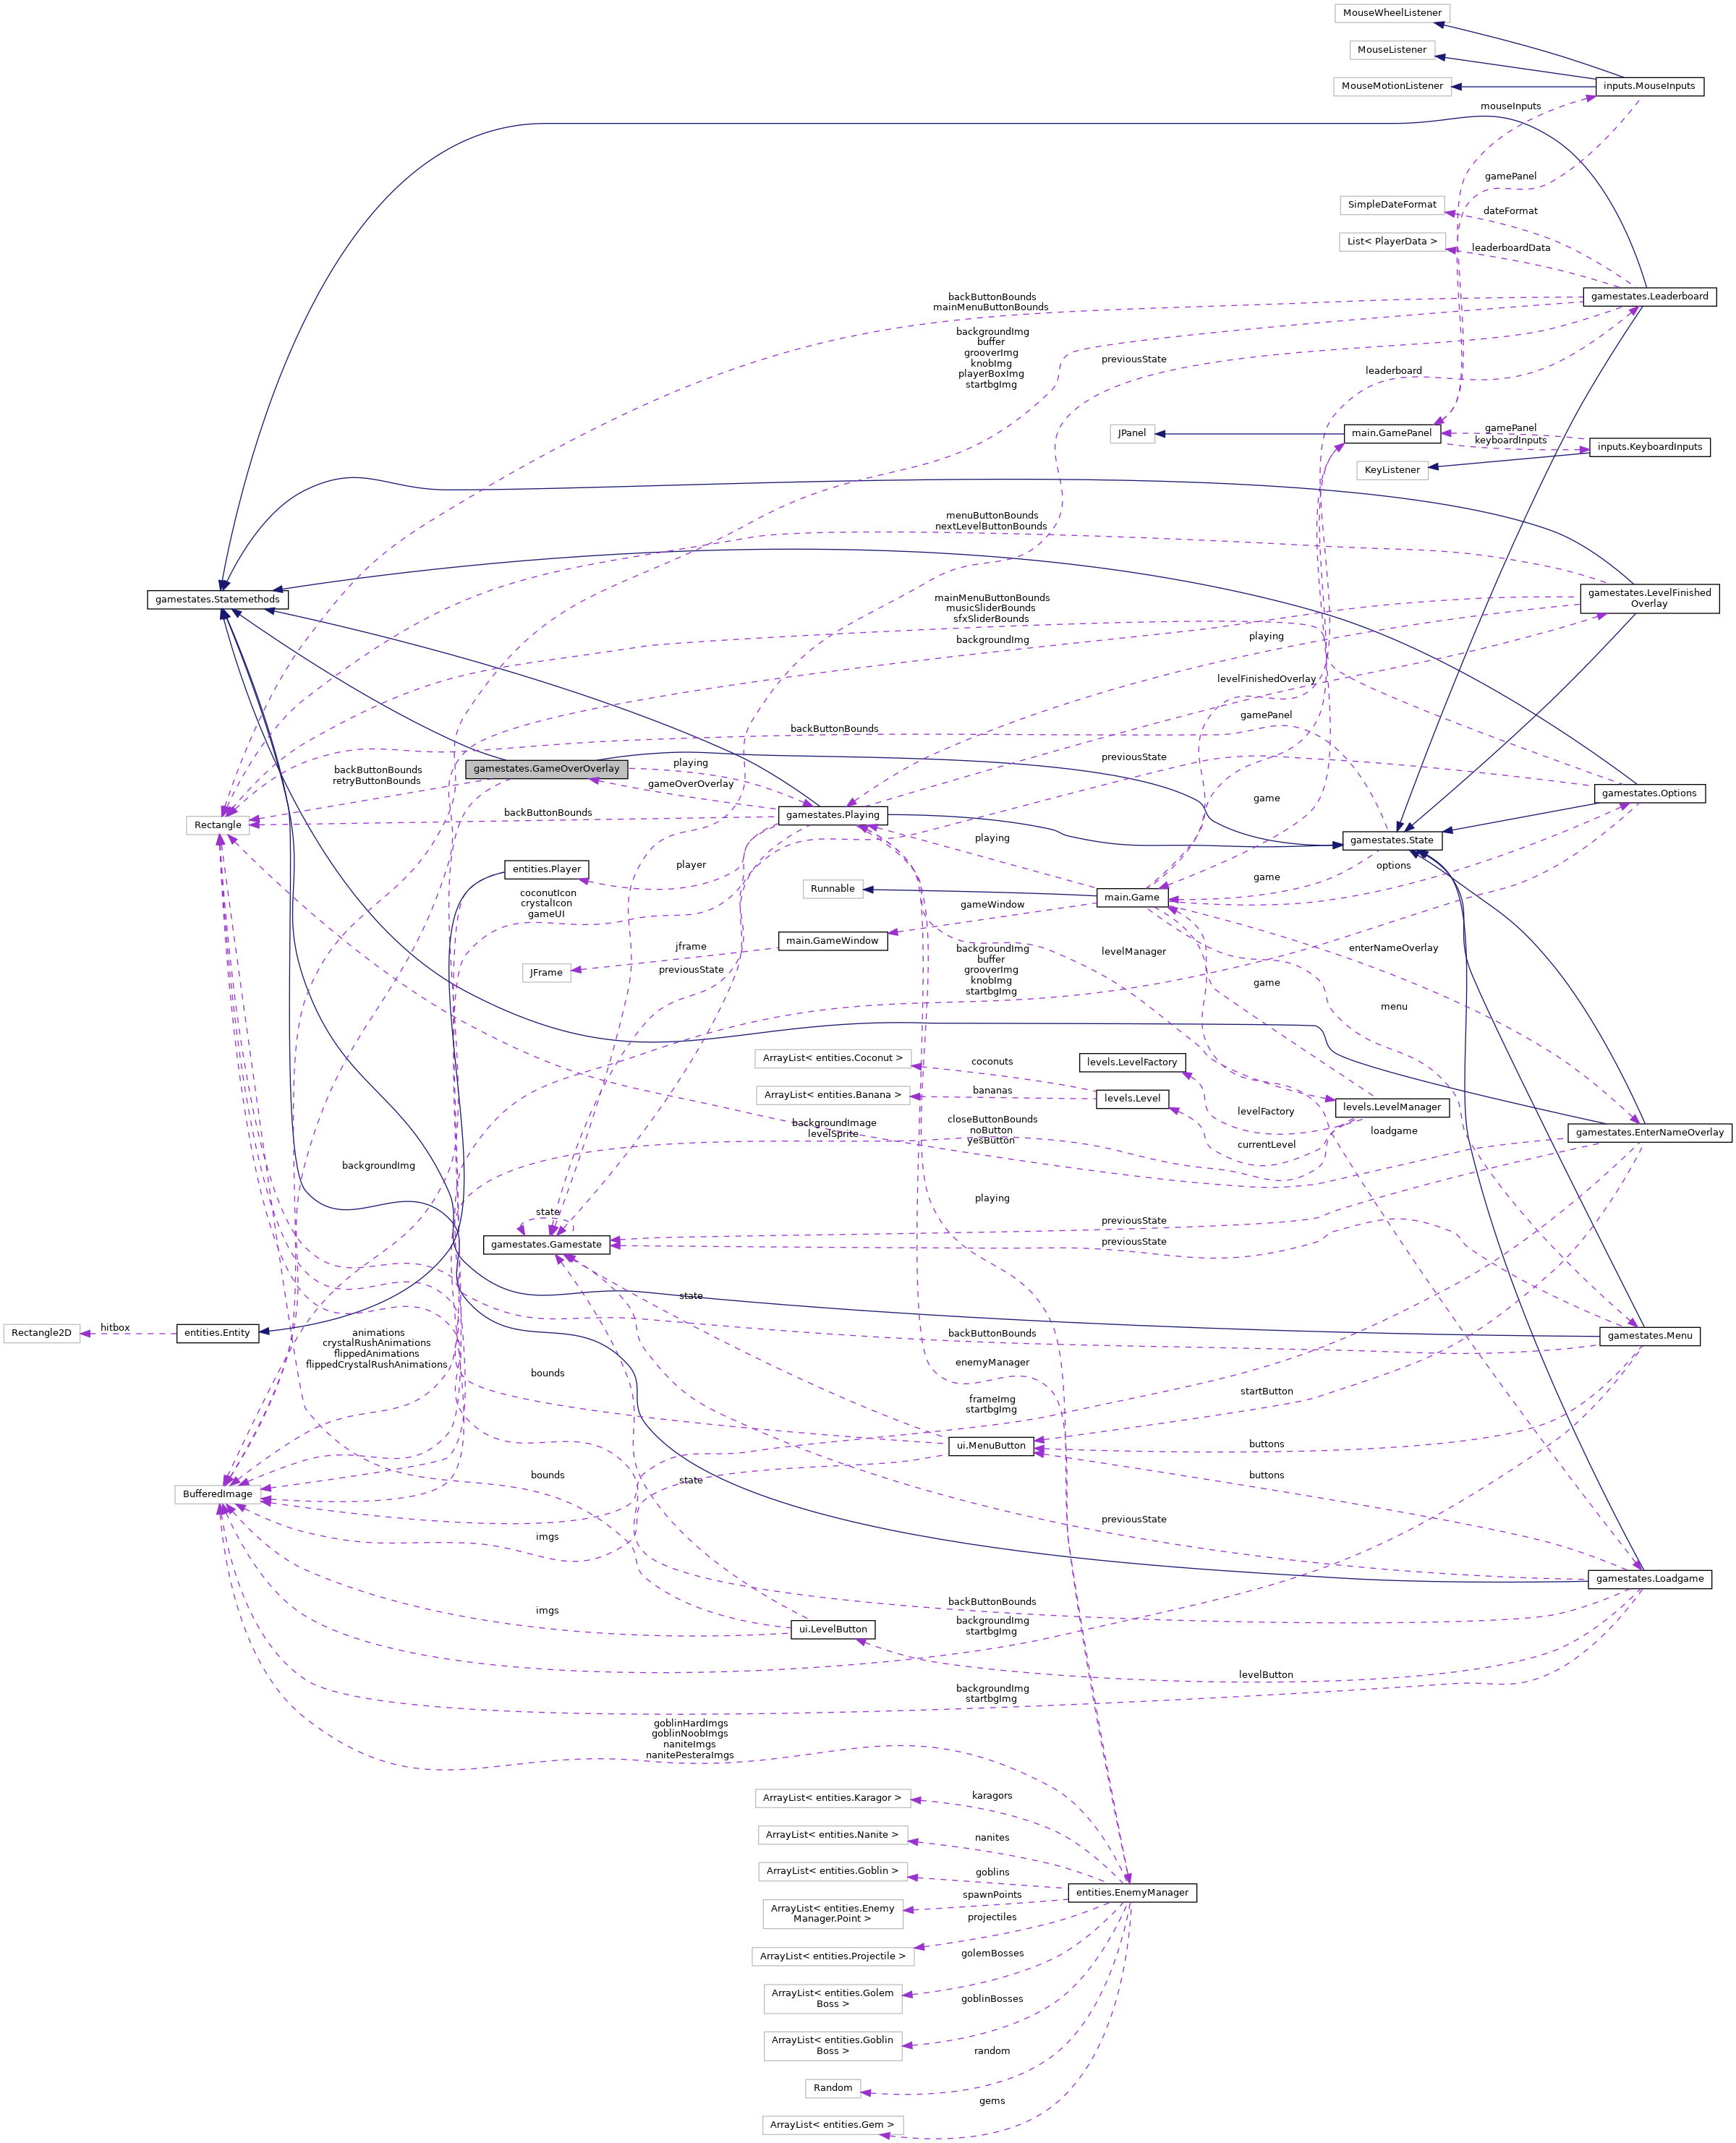 MouseWheelListener
MouseListener
MouseMotionListener
inputs.MouseInputs
mouseInputs
gamePanel
SimpleDateFormat
dateFormat
List< PlayerData >
leaderboardData
gamestates.Leaderboard
backButtonBounds
mainMenuButtonBounds
backgroundImg
buffer
grooverImg
knobImg
playerBoxImg
startbgImg
previousState
leaderboard
JPanel
main.GamePanel
gamePanel
keyboardInputs
inputs.KeyboardInputs
KeyListener
menuButtonBounds
nextLevelButtonBounds
gamestates.Statemethods
gamestates.LevelFinished
Overlay
mainMenuButtonBounds
musicSliderBounds
sfxSliderBounds
backgroundImg
playing
levelFinishedOverlay
gamePanel
backButtonBounds
previousState
gamestates.GameOverOverlay
playing
gameOverOverlay
backButtonBounds
retryButtonBounds
gamestates.Options
game
Rectangle
backButtonBounds
gamestates.Playing
playing
gamestates.State
entities.Player
player
options
game
Runnable
main.Game
coconutIcon
crystalIcon
gameUI
gameWindow
main.GameWindow
jframe
JFrame
previousState
enterNameOverlay
levelManager
backgroundImg
buffer
grooverImg
knobImg
startbgImg
game
menu
ArrayList< entities.Coconut >
coconuts
levels.LevelFactory
ArrayList< entities.Banana >
bananas
levels.Level
levels.LevelManager
levelFactory
loadgame
currentLevel
backgroundImage
levelSprite
closeButtonBounds
noButton
yesButton
gamestates.EnterNameOverlay
backgroundImg
playing
state
gamestates.Gamestate
previousState
previousState
state
Rectangle2D
hitbox
entities.Entity
animations
crystalRushAnimations
flippedAnimations
flippedCrystalRushAnimations
backButtonBounds
gamestates.Menu
enemyManager
bounds
frameImg
startbgImg
startButton
ui.MenuButton
buttons
bounds
state
buttons
BufferedImage
previousState
imgs
gamestates.Loadgame
backButtonBounds
imgs
backgroundImg
startbgImg
ui.LevelButton
levelButton
backgroundImg
startbgImg
goblinHardImgs
goblinNoobImgs
naniteImgs
nanitePesteraImgs
ArrayList< entities.Karagor >
karagors
ArrayList< entities.Nanite >
nanites
ArrayList< entities.Goblin >
goblins
entities.EnemyManager
ArrayList< entities.Enemy
Manager.Point >
spawnPoints
projectiles
ArrayList< entities.Projectile >
golemBosses
ArrayList< entities.Golem
Boss >
goblinBosses
ArrayList< entities.Goblin
Boss >
random
Random
gems
ArrayList< entities.Gem >